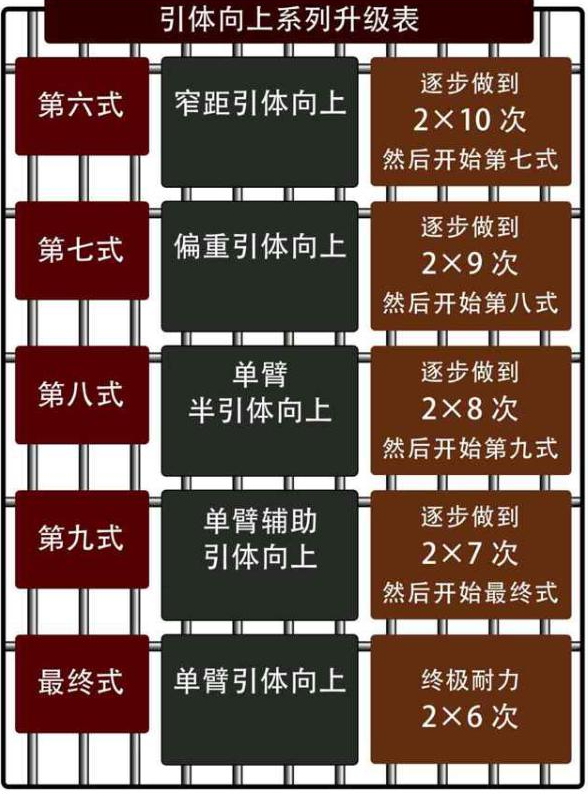 引体向上系列升级表
第六式
窄距引体向上
逐步做到
2×10 次
然后开始第七式
第七式
偏重引体向上
逐步做到
2×9 次
然后开始第八式
第八式
单臂
半引体向上
逐步做到
2×8 次
然后开始第九式
第九式
单臂辅助
引体向上
逐步做到
2×7 次
然后开始最终式
最终式
单臂引体向上
终极耐力
2×6 次